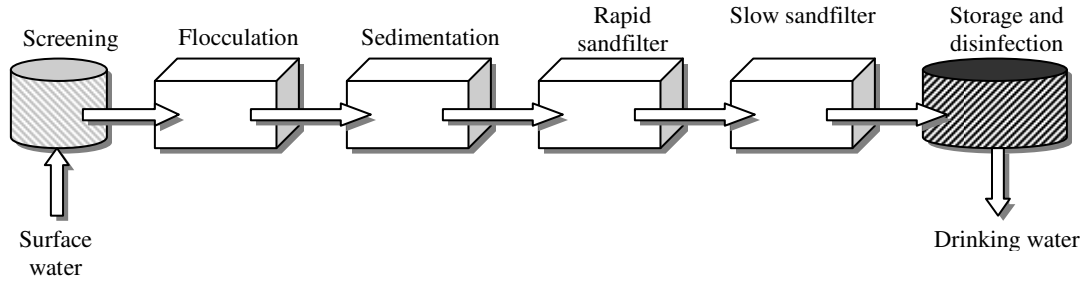 Screening
Flocculation
Sedimentation
Rapid
sandfilter
Slow sandfilter
Storage and
disinfection
Surface
water
Drinking water